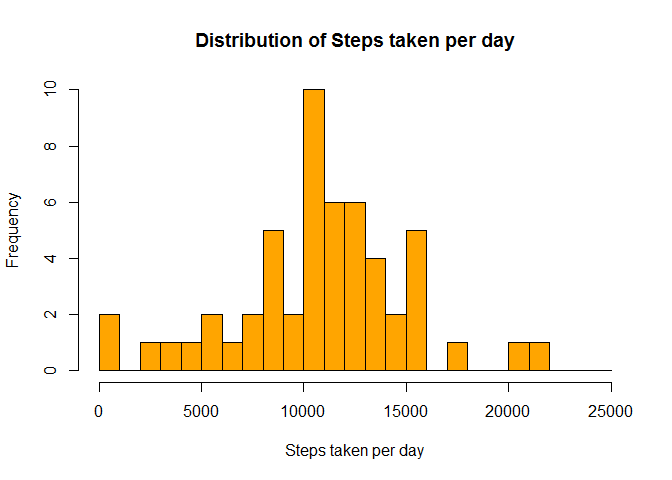 Distribution of Steps taken per day
Frequency
10
8
6
4
2
0
0 5000 10000 15000 20000 25000
Steps taken per day